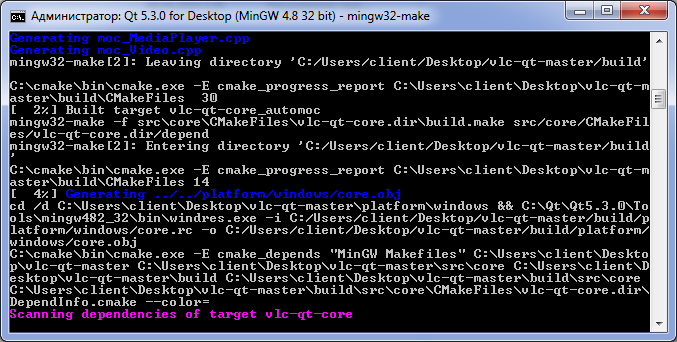 Администратор: Qt 5.3.0 for Desktop (MinGW 4.8 32 bit) - mingw32-make
Generating moc_MediaPlayer.cpp
Generating moc_Video.cpp
mingw32-make[2]: Leaving directory 'C:/Users/client/Desktop/vlc-qt-master/build'
C:\cmake\bin\cmake.exe -E cmake_progress_report C:\Users\client\Desktop\vlc-qt-m
aster\build\CMakeFiles  30
[  2%] Built target vlc-qt-core_automoc
mingw32-make -f src\core\CMakeFiles\vlc-qt-core.dir\build.make src/core/CMakeFil
es/vlc-qt-core.dir/depend
mingw32-make[2]: Entering directory 'C:/Users/client/Desktop/vlc-qt-master/build
'
C:\cmake\bin\cmake.exe -E cmake_progress_report C:\Users\client\Desktop\vlc-qt-m
aster\build\CMakeFiles 14
[  4%] Generating ../../platform/windows/core.obj
cd /d C:\Users\client\Desktop\vlc-qt-master\platform\windows && C:\Qt\Qt5.3.0\To
ols\mingw482_32\bin\windres.exe -i C:/Users/client/Desktop/vlc-qt-master/build/p
latform/windows/core.rc -o C:/Users/client/Desktop/vlc-qt-master/build/platform/
windows/core.obj
C:\cmake\bin\cmake.exe -E cmake_depends "MinGW Makefiles" C:\Users\client\Deskto
p\vlc-qt-master C:\Users\client\Desktop\vlc-qt-master\src\core C:\Users\client\D
esktop\vlc-qt-master\build C:\Users\client\Desktop\vlc-qt-master\build\src\core
C:\Users\client\Desktop\vlc-qt-master\build\src\core\CMakeFiles\vlc-qt-core.dir\
DependInfo.cmake --color=
Scanning dependencies of target vlc-qt-core